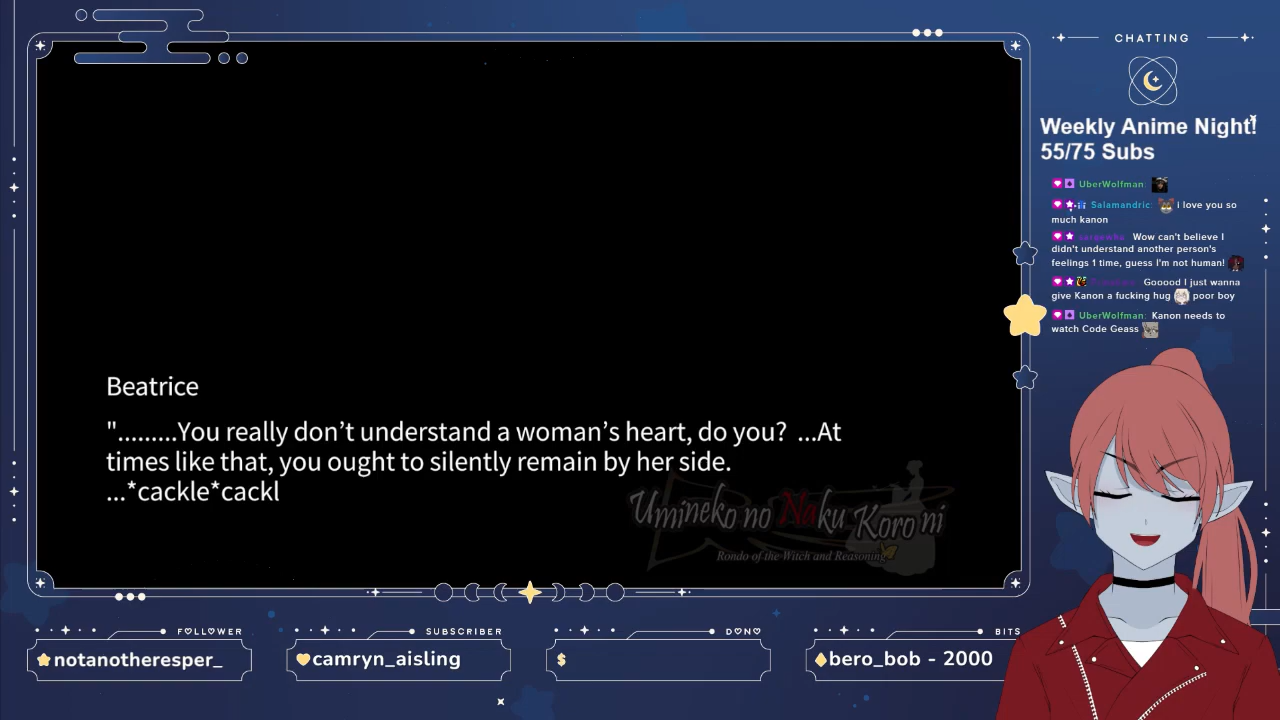 CHATTING
Weekly Anime Night!
55/75 Subs
UberWolfman:
Salamandric: i love you so
much kanon
Wow can't believe I
didn't understand another person's
feelings 1 time, guess I'm not human!
Gooood I just wanna
give Kanon a fucking hug poor boy
UberWolfman: Kanon needs to
watch Code Geass
Beatrice
".........You really don’t understand a woman’s heart, do you? ...At
times like that, you ought to silently remain by her side.
...*cackle*cackl
Umineko no Naku Koro ni
Rondo of the Witch and Reasoning
FOLLOWER
notanotheresper_
SUBSCRIBER
camryn_aisling
DONO
$
BITS
bero_bob - 2000